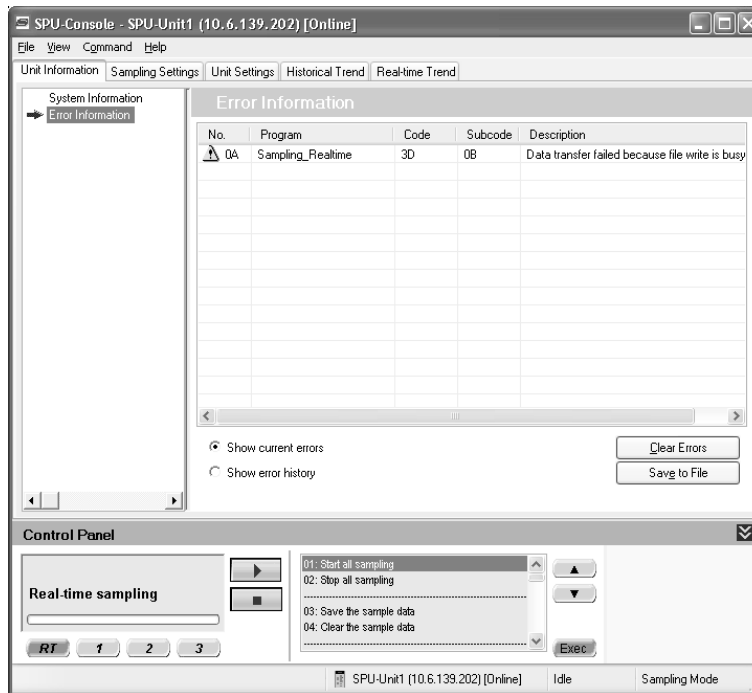 SPU-Console - SPU-Unit1 (10.6.139.202) [Online]
File View Command Help
Unit Information Sampling Settings Unit Settings Historical Trend Real-time Trend
System Information
Error Information
Error Information
No. Program Code Subcode Description
0A Sampling_Realtime 3D 0B Data transfer failed because file write is busy
Show current errors
Clear Errors
Show error history
Save to File
Control Panel
Real-time sampling
RT 1 2 3
01: Start all sampling
02: Stop all sampling
03: Save the sample data
04: Clear the sample data
Exec
SPU-Unit1 (10.6.139.202) [Online] Idle Sampling Mode